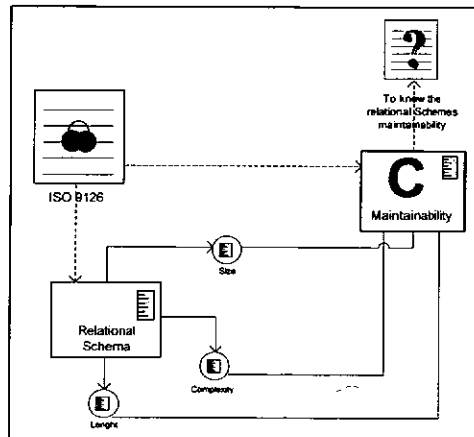 ?
To know the
relational Schemes
maintainability
ISO 9126
C
Maintainability
Size
Relational
Schema
Complexity
Lenght